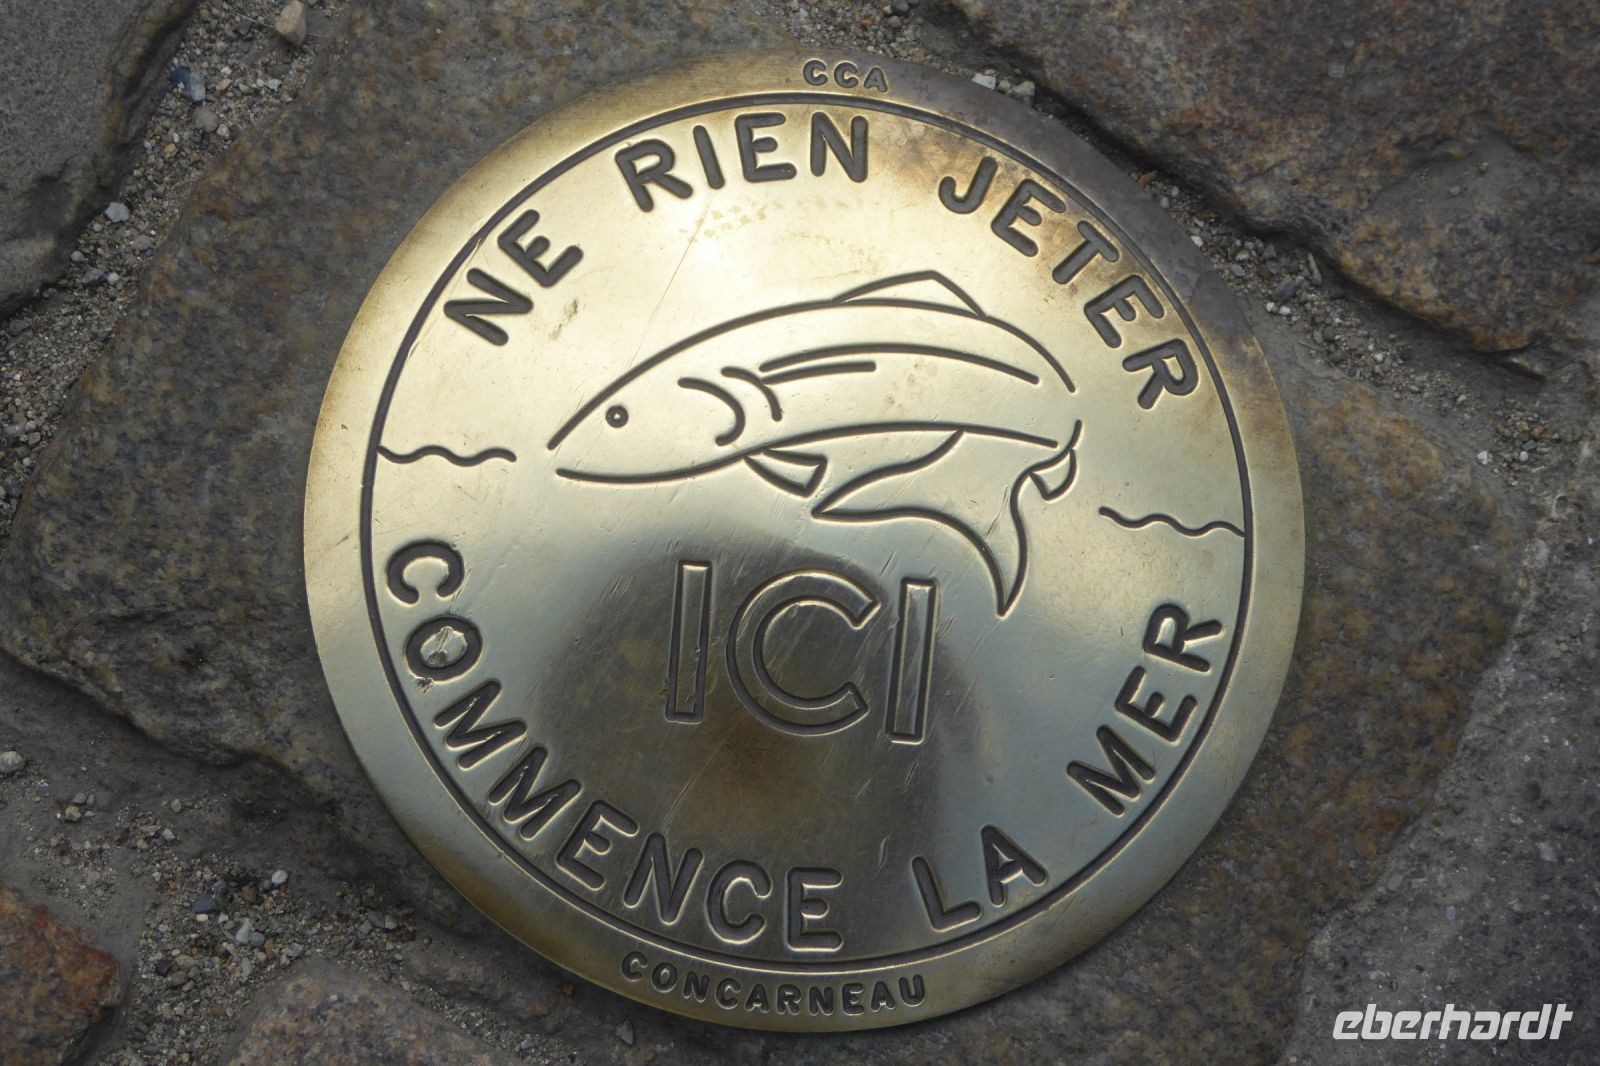 CCA
NE RIEN JETER
ICI
COMMENCE LA MER
CONCARNEAU
eberhardt